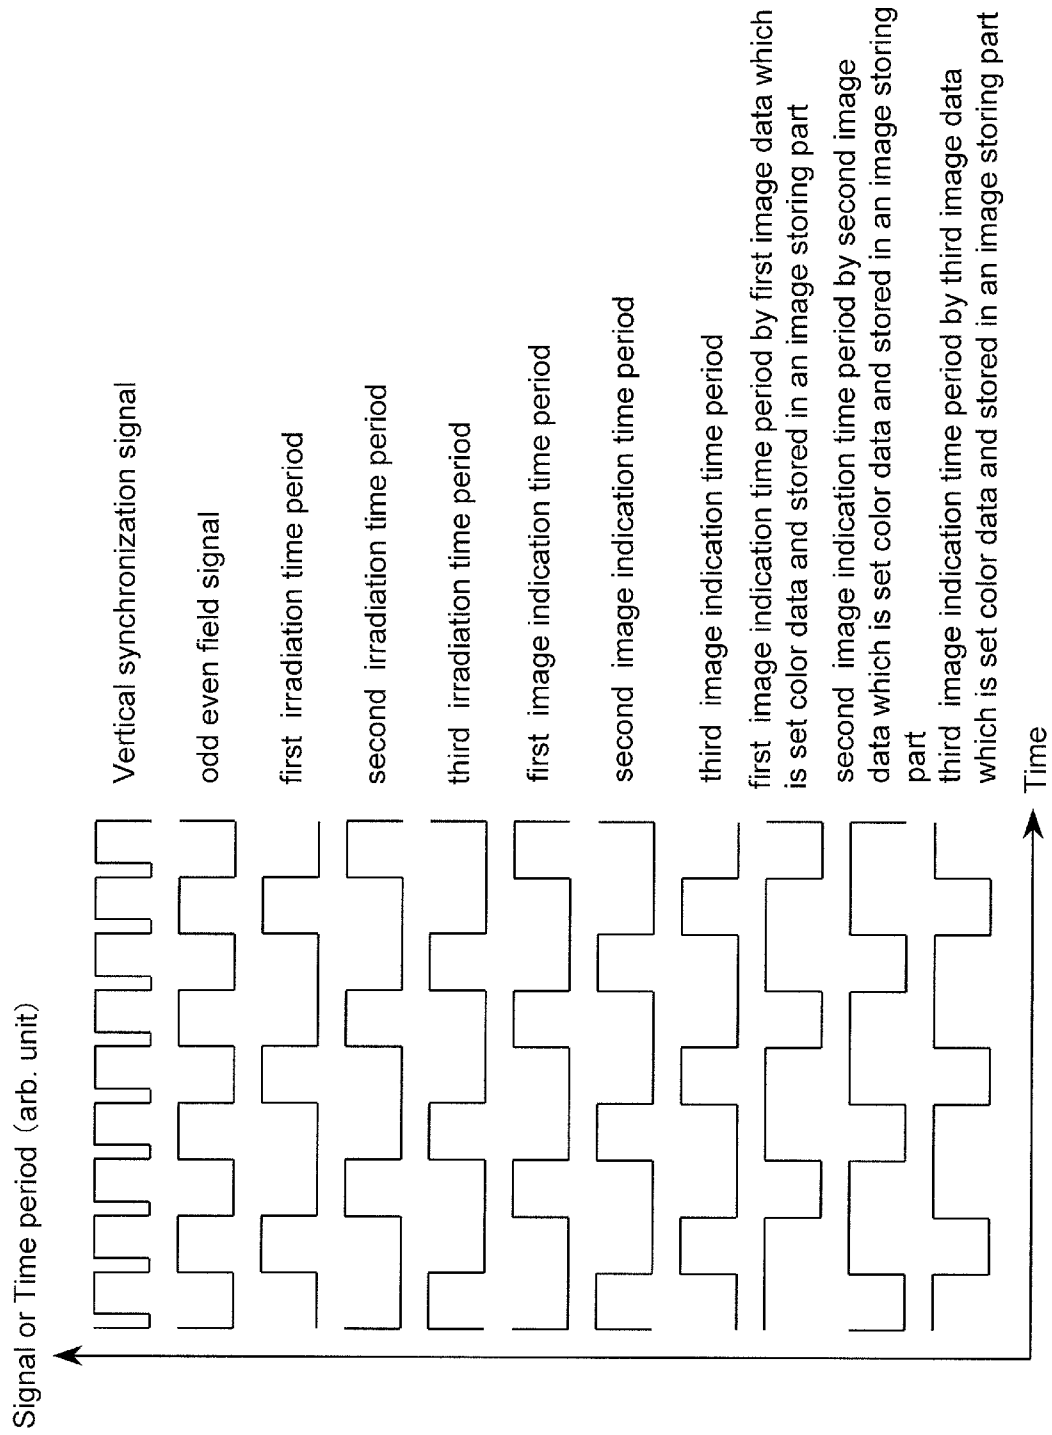 Signal or Time period (arb. unit)
Vertical synchronization signal
odd even field signal
first irradiation time period
second irradiation time period
third irradiation time period
first image indication time period
second image indication time period
third image indication time period
first image indication time period by first image data which
is set color data and stored in an image storing part
second image indication time period by second image
data which is set color data and stored in an image storing
part
third image indication time period by third image data
which is set color data and stored in an image storing part
Time